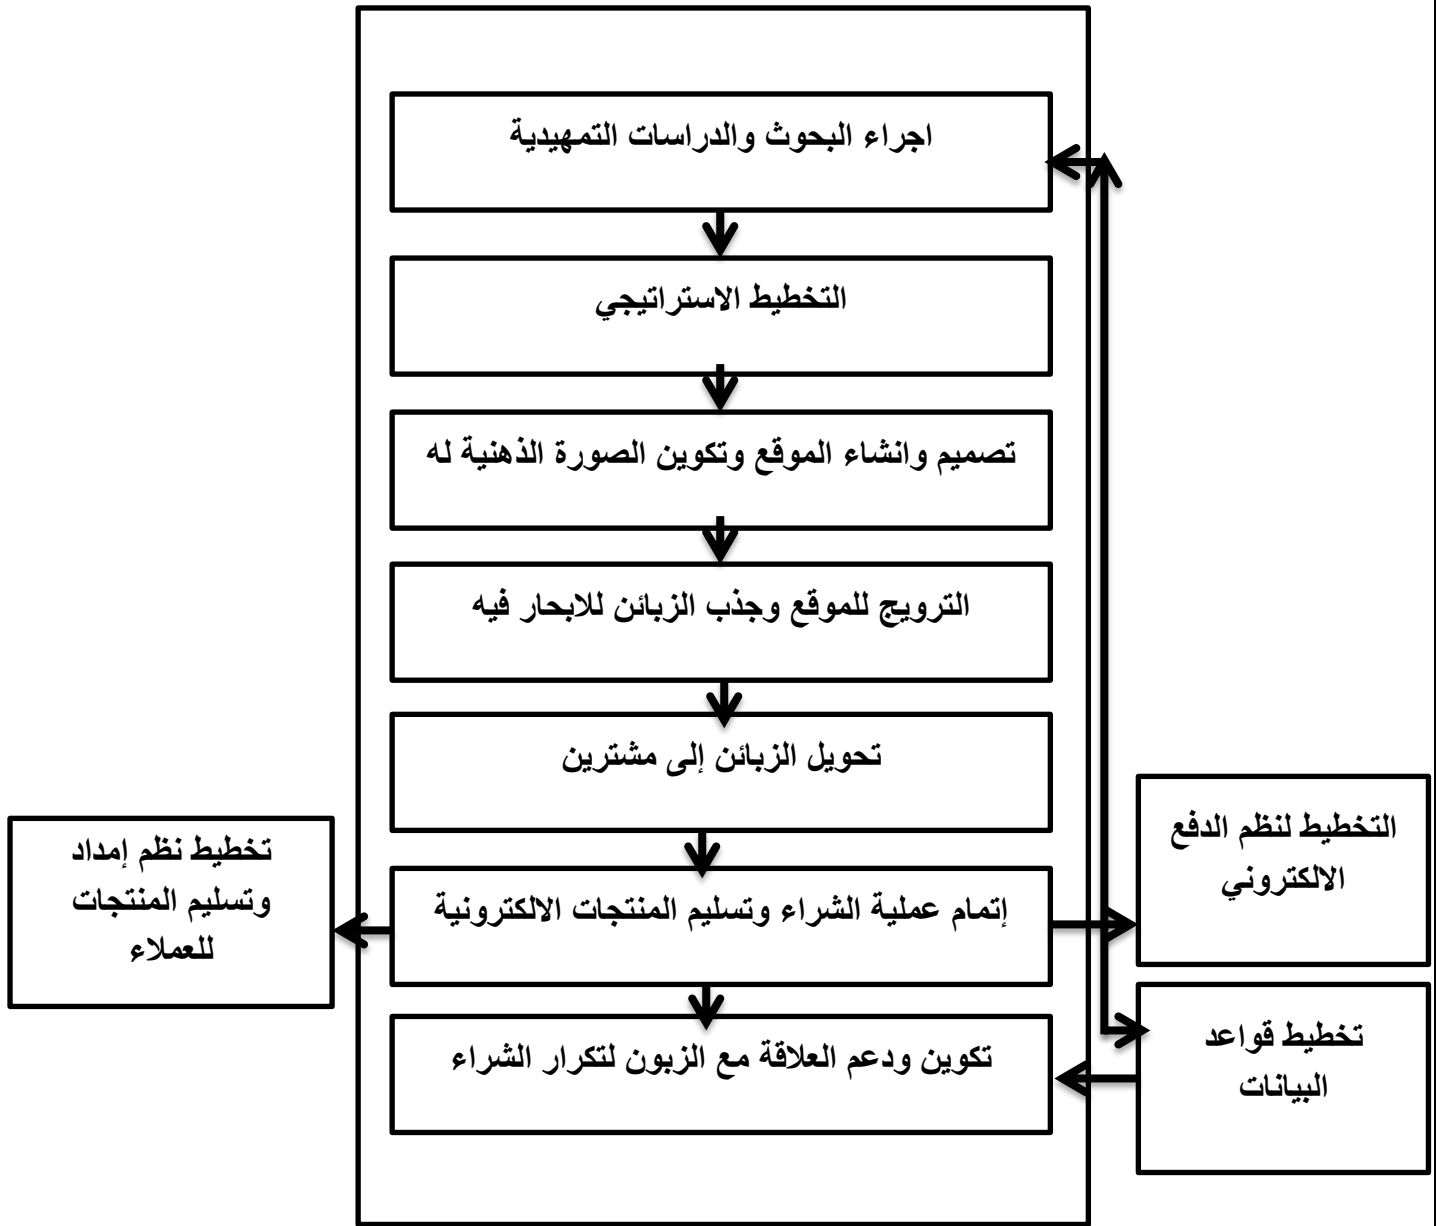 اجراء البحوث والدراسات التمهيدية
التخطيط الاستراتيجي
تصميم وانشاء الموقع وتكوين الصورة الذهنية له
الترويج للموقع وجذب الزبائن للابحار فيه
تحويل الزبائن إلى مشترين
إتمام عملية الشراء وتسليم المنتجات الالكترونية
تكوين ودعم العلاقة مع الزبون لتكرار الشراء
التخطيط لنظم الدفع
الالكتروني
تخطيط قواعد
البيانات
تخطيط نظم إمداد
وتسليم المنتجات
للعملاء